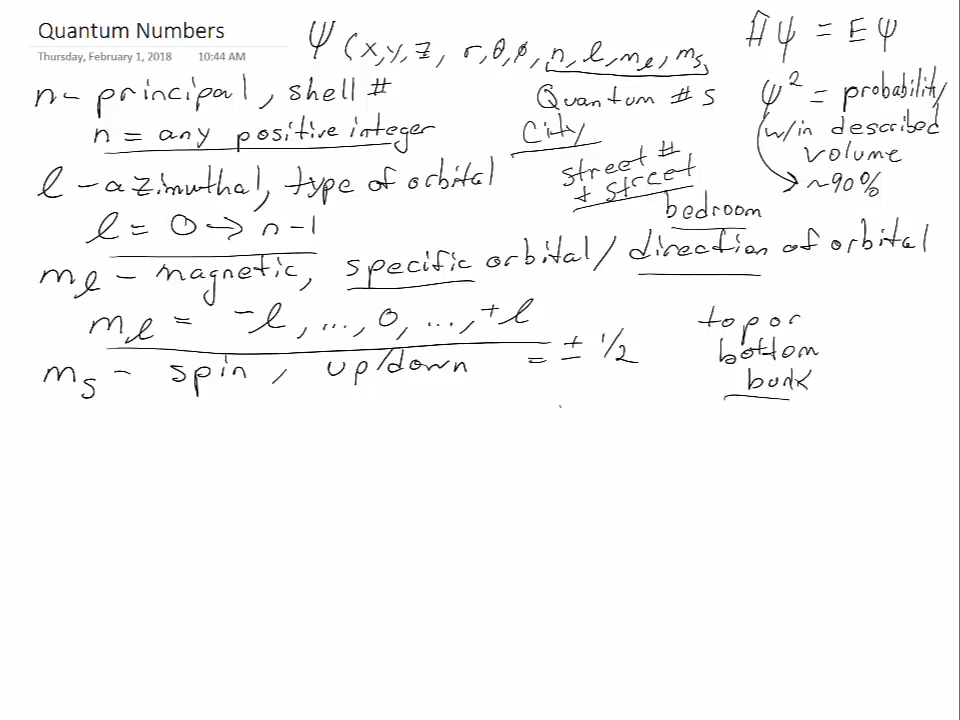 Quantum Numbers
Thursday, February 1, 2018 10:44 AM
Ψ(x,y,z, r,θ,φ, n,l,ml,ms
Quantum #s
Ĥψ = Eψ
ψ² = probability
w/in described
volume
~90%
n - principal, shell #
n = any positive integer
City
l - azimuthal, type of orbital
l = 0 → n-1
street #
+ street
bedroom
ml - magnetic, specific orbital/direction of orbital
ml = -l, ..., 0, ..., +l
ms - spin, up/down = ± 1/2
top or
bottom
bunk